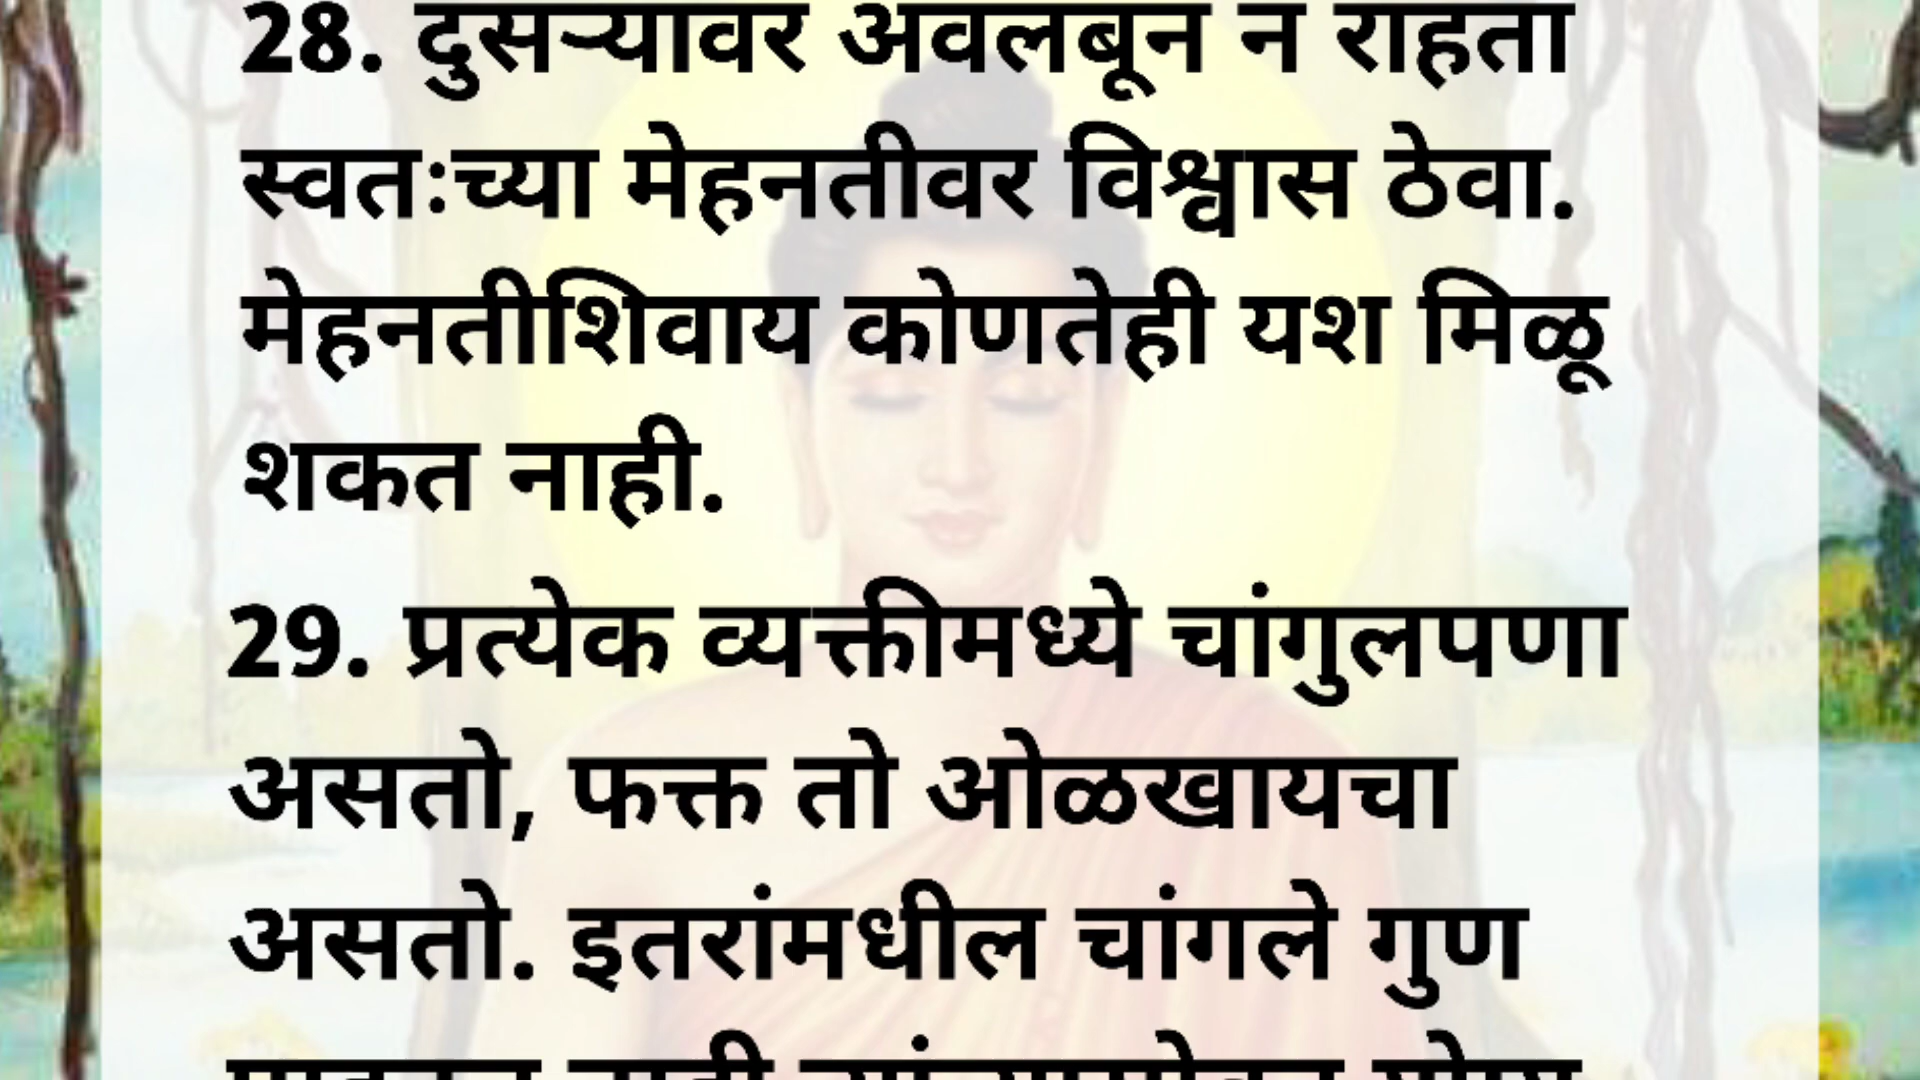 28. दुसऱ्यावर अवलबून न राहता
स्वतःच्या मेहनतीवर विश्वास ठेवा.
मेहनतीशिवाय कोणतेही यश मिळू
शकत नाही.
29. प्रत्येक व्यक्तीमध्ये चांगुलपणा
असतो, फक्त तो ओळखायचा
असतो. इतरांमधील चांगले गुण